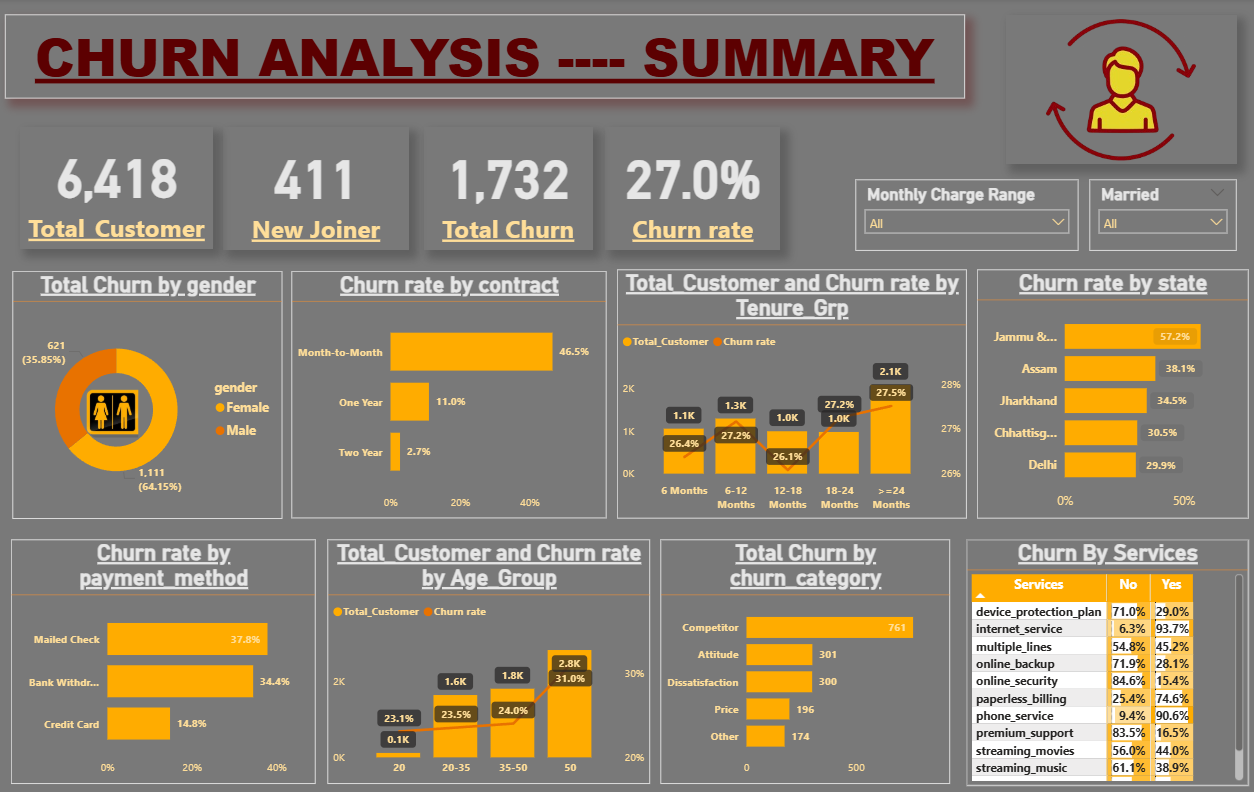 CHURN ANALYSIS ---- SUMMARY
6,418
Total_Customer
411
New Joiner
1,732
Total Churn
27.0%
Churn rate
Monthly Charge Range
All
Married
All
Total Churn by gender
621
(35.85%)
1,111
(64.15%)
gender
Female
Male
Churn rate by contract
Month-to-Month
46.5%
One Year
11.0%
Two Year
2.7%
0%
20%
40%
Total_Customer and Churn rate by
Tenure_Grp
Total_Customer
Churn rate
2K
1K
0K
1.1K
26.4%
1.3K
27.2%
1.0K
26.1%
27.2%
1.0K
2.1K
27.5%
28%
27%
26%
6 Months
6-12
Months
12-18
Months
18-24
Months
>=24
Months
Churn rate by state
Jammu &...
57.2%
Assam
38.1%
Jharkhand
34.5%
Chhattisg...
30.5%
Delhi
29.9%
0%
50%
Churn rate by
payment_method
Mailed Check
37.8%
Bank Withdr...
34.4%
Credit Card
14.8%
0%
20%
40%
Total_Customer and Churn rate
by Age_Group
Total_Customer
Churn rate
2K
0K
23.1%
0.1K
1.6K
23.5%
1.8K
24.0%
2.8K
31.0%
30%
20%
20
20-35
35-50
50
Total Churn by
churn_category
Competitor
761
Attitude
301
Dissatisfaction
300
Price
196
Other
174
0
500
Churn By Services
Services No Yes
device_protection_plan 71.0% 29.0%
internet_service 6.3% 93.7%
multiple_lines 54.8% 45.2%
online_backup 71.9% 28.1%
online_security 84.6% 15.4%
paperless_billing 25.4% 74.6%
phone_service 9.4% 90.6%
premium_support 83.5% 16.5%
streaming_movies 56.0% 44.0%
streaming_music 61.1% 38.9%